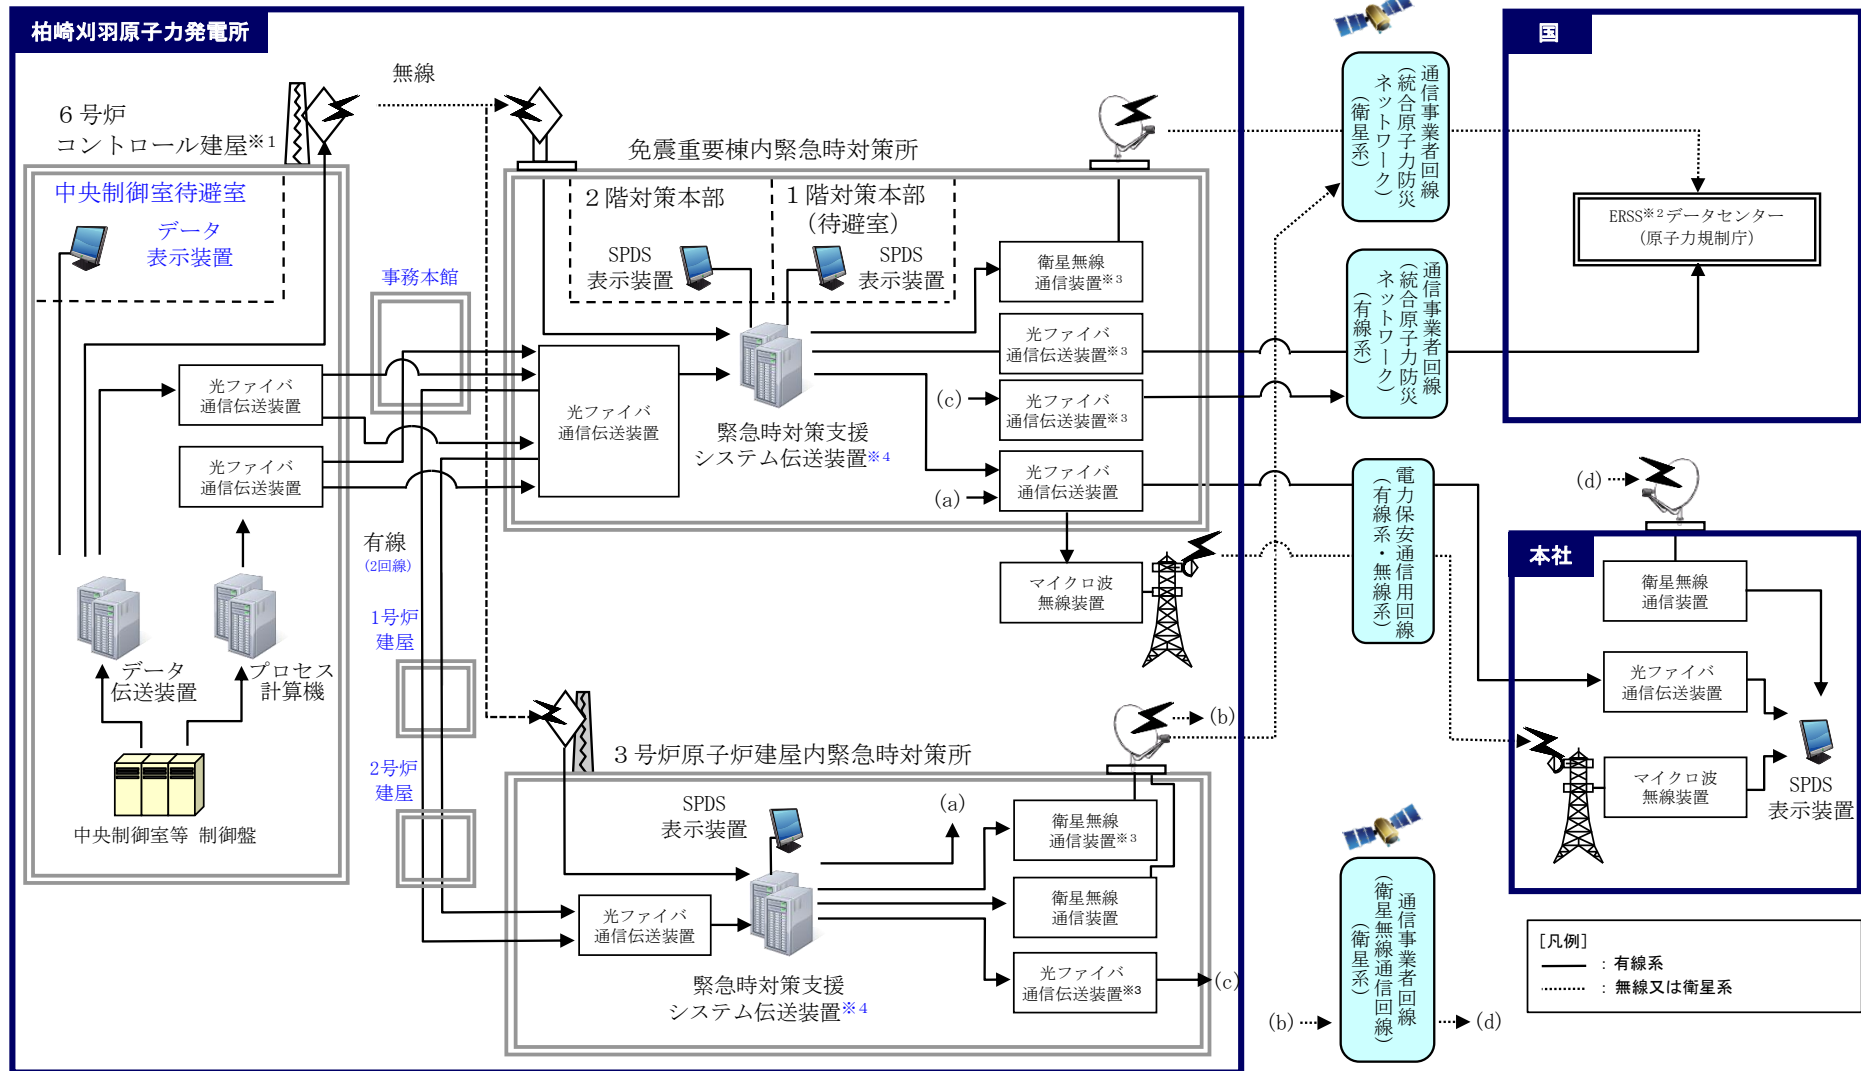 柏崎刈羽原子力発電所
無線
6号炉
コントロール建屋※1
中央制御室待避室
データ
表示装置
光ファイバ
通信伝送装置
光ファイバ
通信伝送装置
データ
伝送装置
プロセス
計算機
中央制御室等 制御盤
事務本館
有線
(2回線)
1号炉
建屋
2号炉
建屋
免震重要棟内緊急時対策所
2階対策本部
1階対策本部
(待避室)
SPDS
表示装置
SPDS
表示装置
光ファイバ
通信伝送装置
緊急時対策支援
システム伝送装置※4
衛星無線
通信装置※3
光ファイバ
通信伝送装置※3
(c)
光ファイバ
通信伝送装置※3
(a)
光ファイバ
通信伝送装置
マイクロ波
無線装置
3号炉原子炉建屋内緊急時対策所
SPDS
表示装置
(a)
(b)
光ファイバ
通信伝送装置
緊急時対策支援
システム伝送装置※4
衛星無線
通信装置※3
衛星無線
通信装置
光ファイバ
通信伝送装置※3
(c)
通信事業者回線
(統合原子力防災
ネットワーク)
(衛星系)
通信事業者回線
(統合原子力防災
ネットワーク)
(有線系)
電力保安通信用回線
(有線系・無線系)
通信事業者回線
(衛星無線通信回線)
(衛星系)
(b)
(d)
国
ERSS※2データセンター
(原子力規制庁)
(d)
本社
衛星無線
通信装置
光ファイバ
通信伝送装置
マイクロ波
無線装置
SPDS
表示装置
[凡例]
：有線系
：無線又は衛星系